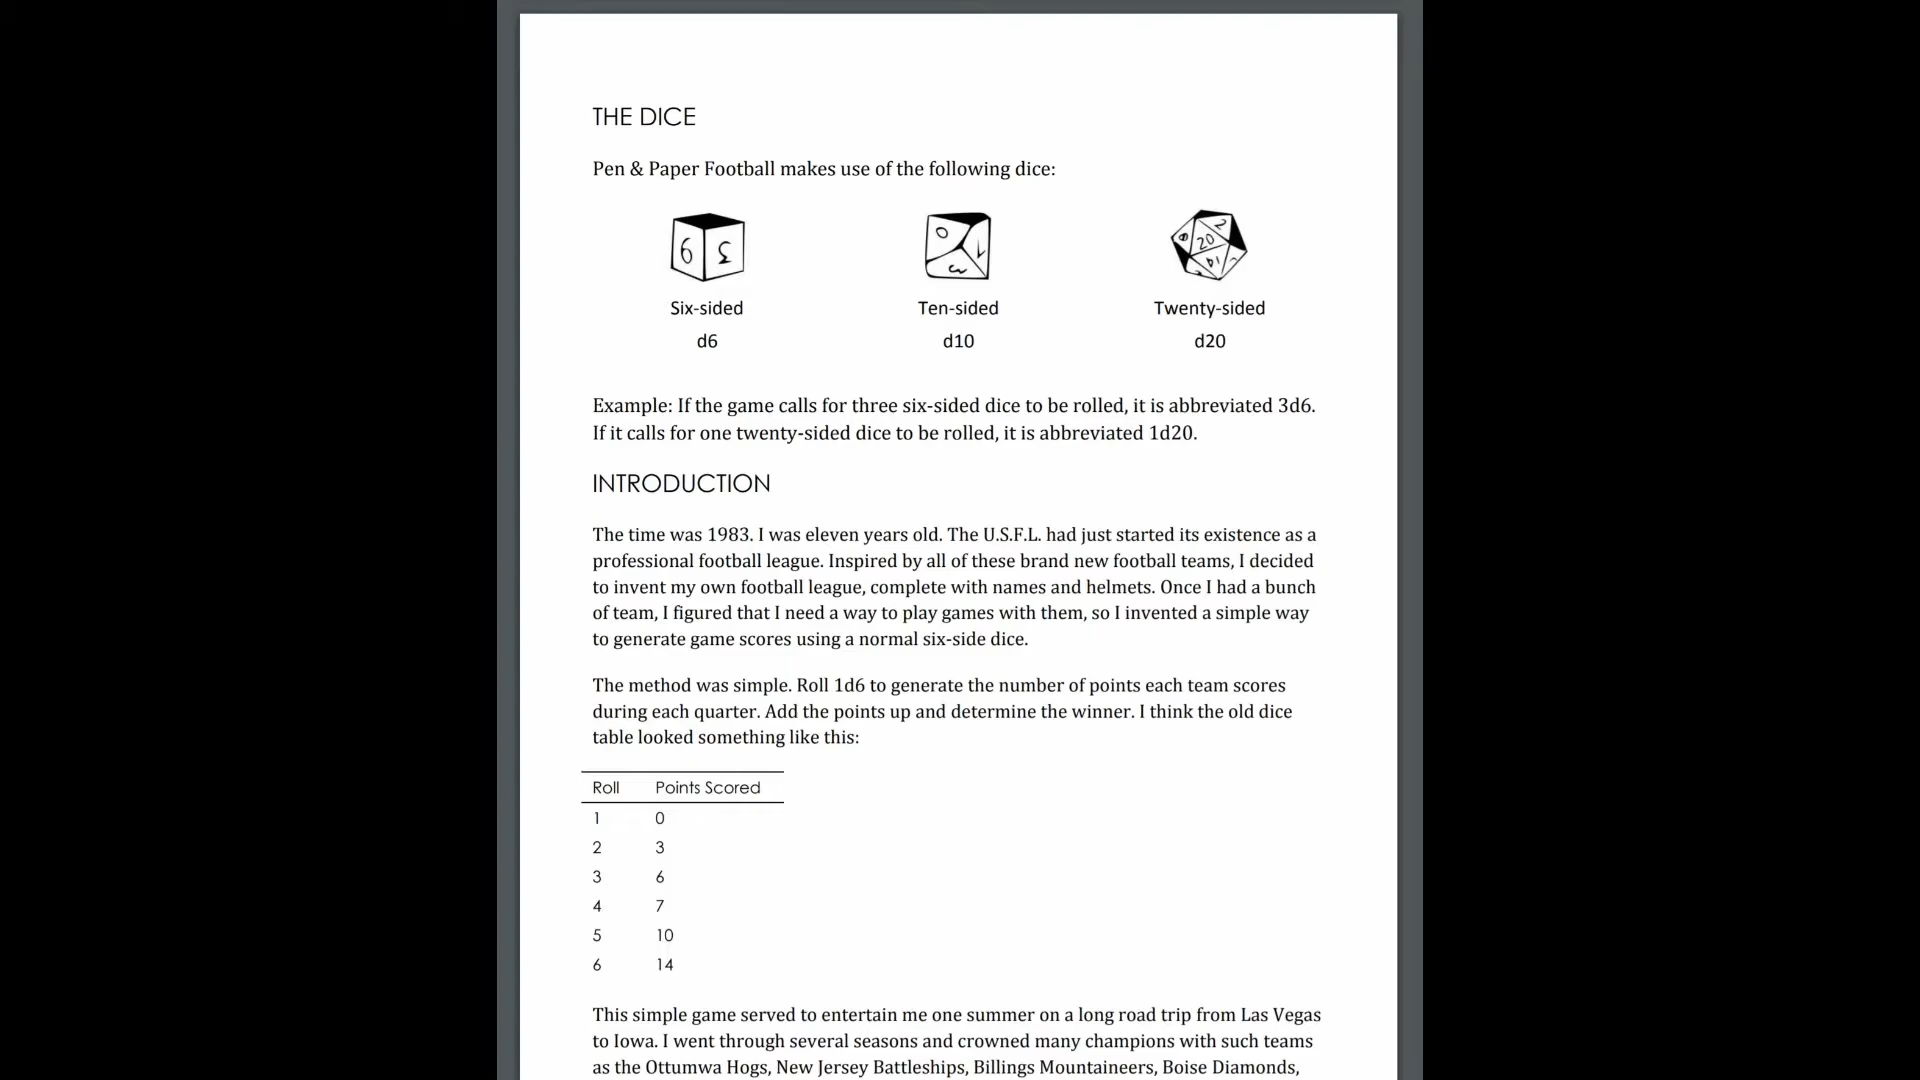 THE DICE
Pen & Paper Football makes use of the following dice:
6 5
0 1 3
8 20 2 14
Six-sided Ten-sided Twenty-sided
d6 d10 d20
Example: If the game calls for three six-sided dice to be rolled, it is abbreviated 3d6.
If it calls for one twenty-sided dice to be rolled, it is abbreviated 1d20.
INTRODUCTION
The time was 1983. I was eleven years old. The U.S.F.L. had just started its existence as a
professional football league. Inspired by all of these brand new football teams, I decided
to invent my own football league, complete with names and helmets. Once I had a bunch
of team, I figured that I need a way to play games with them, so I invented a simple way
to generate game scores using a normal six-side dice.
The method was simple. Roll 1d6 to generate the number of points each team scores
during each quarter. Add the points up and determine the winner. I think the old dice
table looked something like this:
Roll Points Scored
1 0
2 3
3 6
4 7
5 10
6 14
This simple game served to entertain me one summer on a long road trip from Las Vegas
to Iowa. I went through several seasons and crowned many champions with such teams
as the Ottumwa Hogs, New Jersey Battleships, Billings Mountaineers, Boise Diamonds,